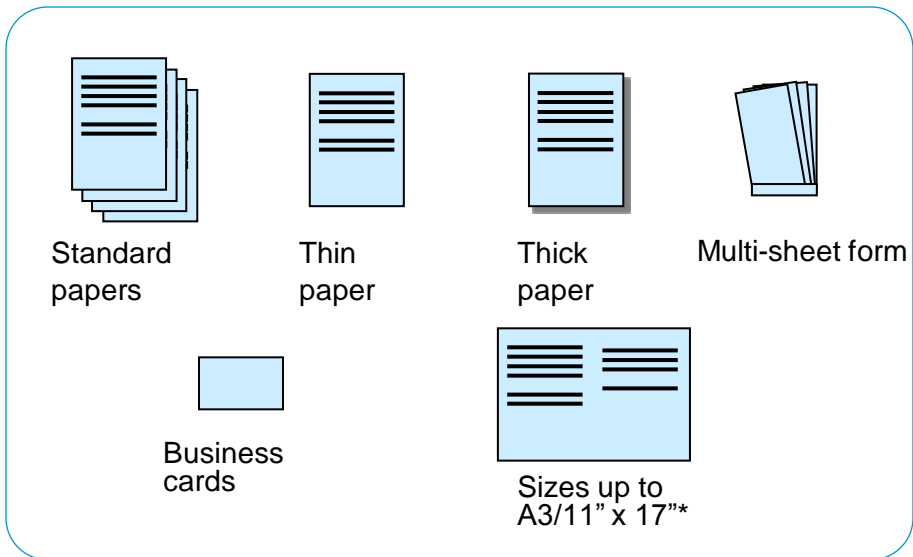 Standard
papers
Thin
paper
Thick
paper
Multi-sheet form
Business
cards
Sizes up to
A3/11” x 17”*